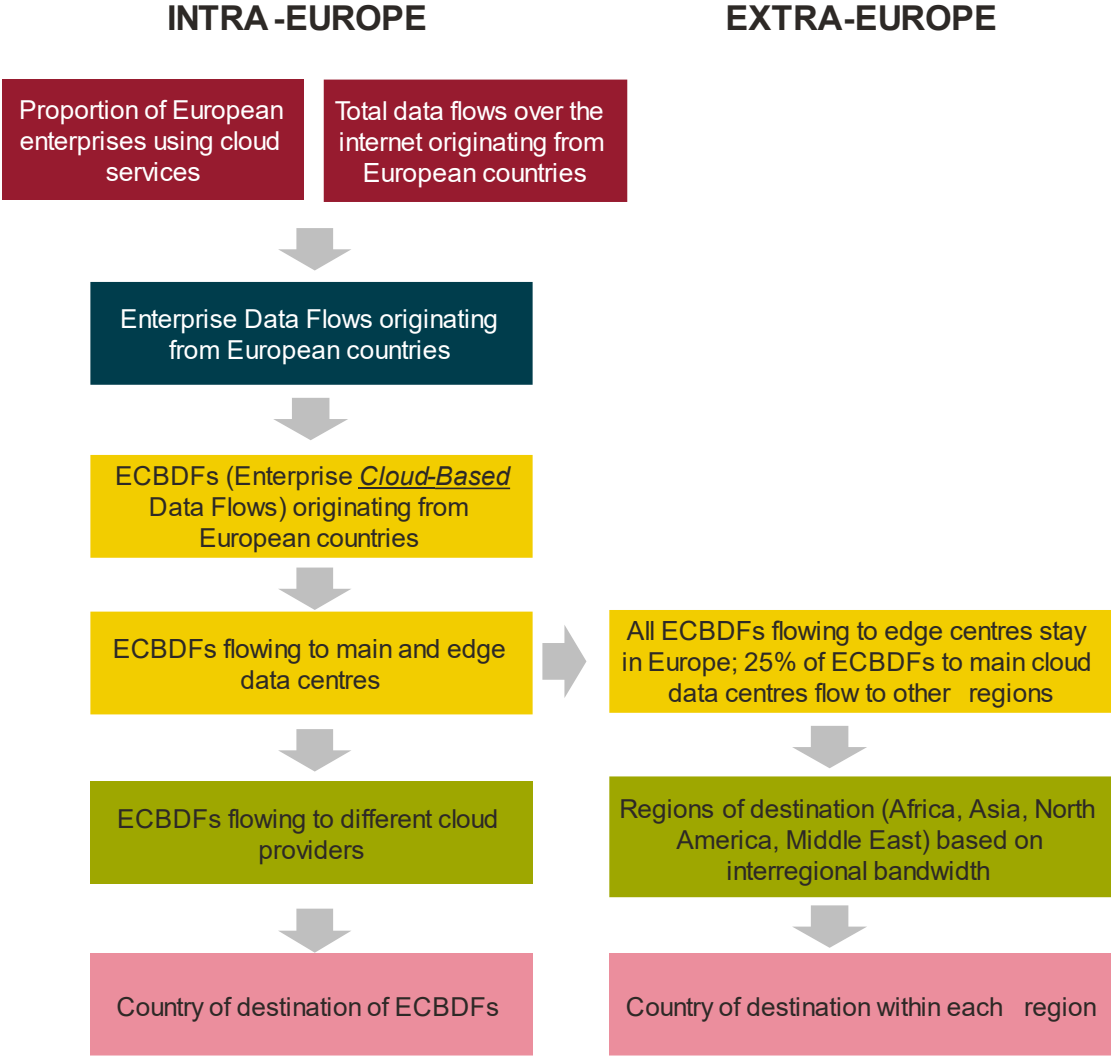 INTRA -EUROPE
EXTRA-EUROPE
Proportion of European
enterprises using cloud
services
Total data flows over the
internet originating from
European countries
Enterprise Data Flows originating
from European countries
ECBDFs (Enterprise Cloud-Based
Data Flows) originating from
European countries
ECBDFs flowing to main and edge
data centres
All ECBDFs flowing to edge centres stay
in Europe; 25% of ECBDFs to main cloud
data centres flow to other regions
ECBDFs flowing to different cloud
providers
Regions of destination (Africa, Asia, North
America, Middle East) based on
interregional bandwidth
Country of destination of ECBDFs
Country of destination within each region